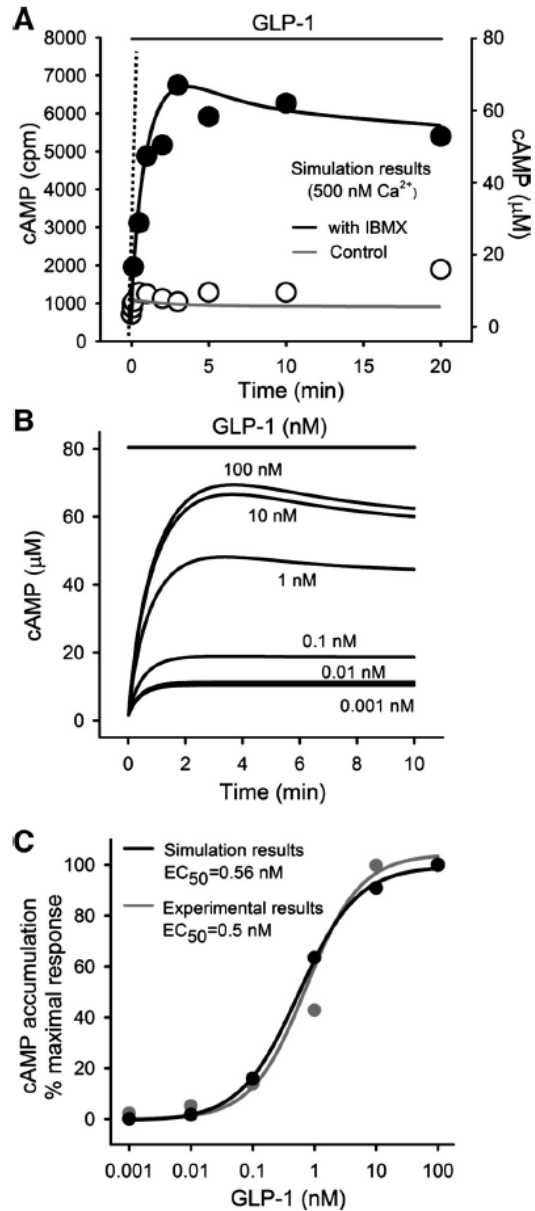 A
GLP-1
8000
7000
6000
5000
4000
3000
2000
1000
0
cAMP (cpm)
80
60
40
20
0
cAMP (μM)
Simulation results
(500 nM Ca2+)
with IBMX
Control
0 5 10 15 20
Time (min)
B
GLP-1 (nM)
80
60
40
20
0
cAMP (μM)
100 nM
10 nM
1 nM
0.1 nM
0.01 nM
0.001 nM
0 2 4 6 8 10
Time (min)
C
Simulation results
EC50=0.56 nM
Experimental results
EC50=0.5 nM
100
80
60
40
20
0
cAMP accumulation
% maximal response
0.001 0.01 0.1 1 10 100
GLP-1 (nM)